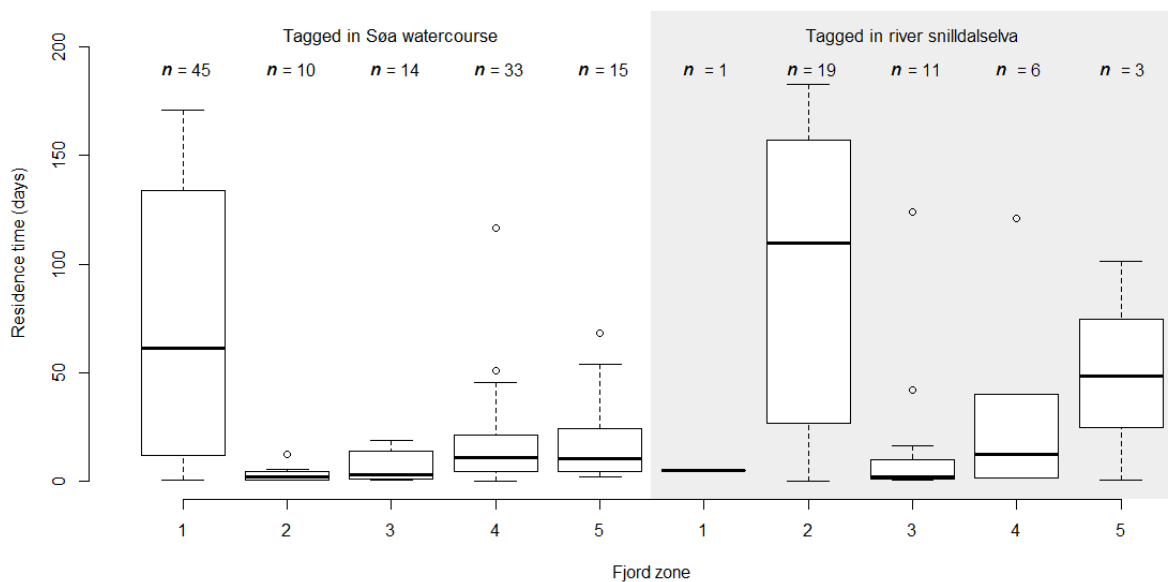 Tagged in Søa watercourse
Tagged in river snilldalselva
n = 45
n = 10
n = 14
n = 33
n = 15
n = 1
n = 19
n = 11
n = 6
n = 3
200
150
100
50
0
Residence time (days)
1 2 3 4 5 1 2 3 4 5
Fjord zone